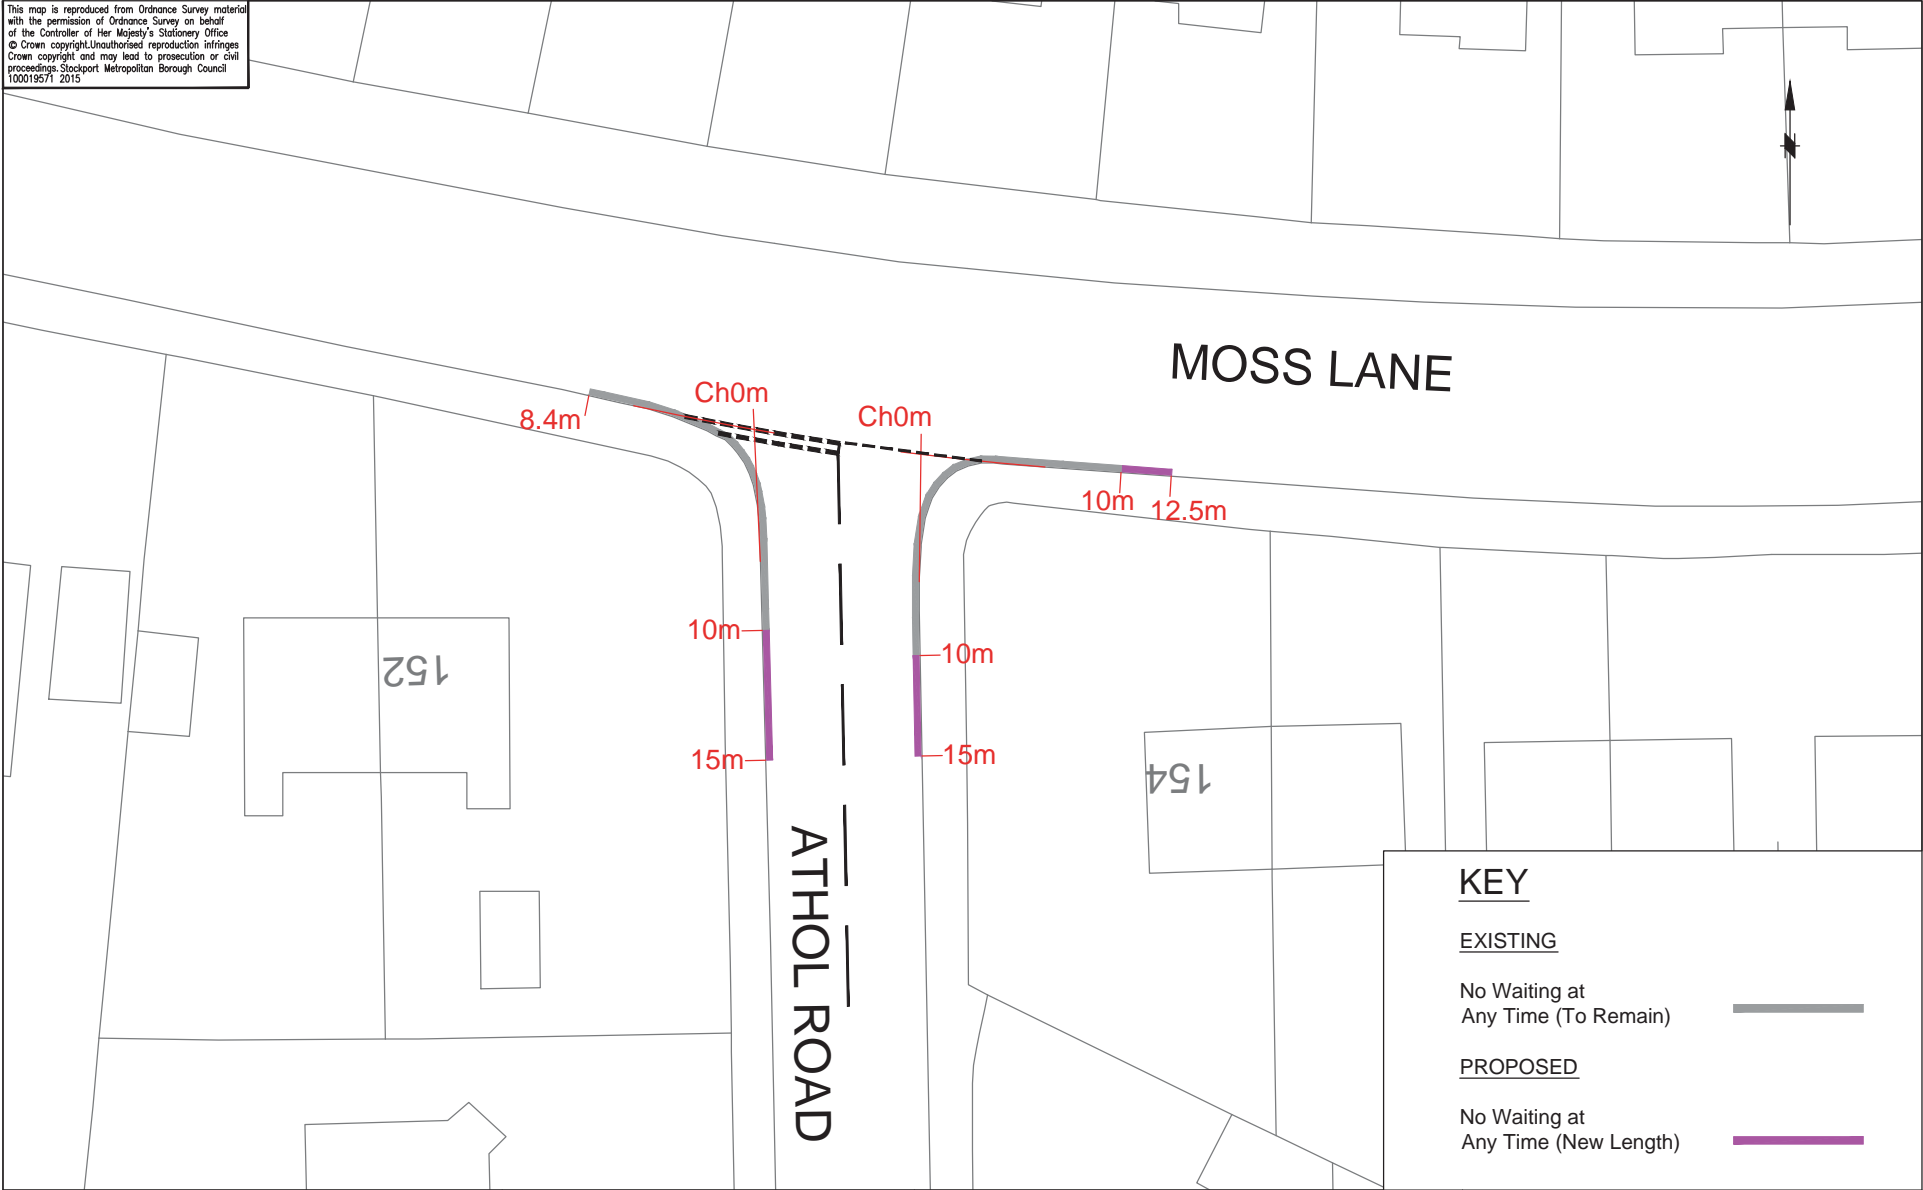 This map is reproduced from Ordnance Survey material
with the permission of Ordnance Survey on behalf
of the Controller of Her Majesty's Stationery Office
© Crown copyright.Unauthorised reproduction infringes
Crown copyright and may lead to prosecution or civil
proceedings. Stockport Metropolitan Borough Council
100019571 2015
N
MOSS LANE
Ch0m
Ch0m
8.4m
10m
12.5m
10m
10m
15m
15m
152
154
ATHOL ROAD
KEY
EXISTING
No Waiting at
Any Time (To Remain)
PROPOSED
No Waiting at
Any Time (New Length)